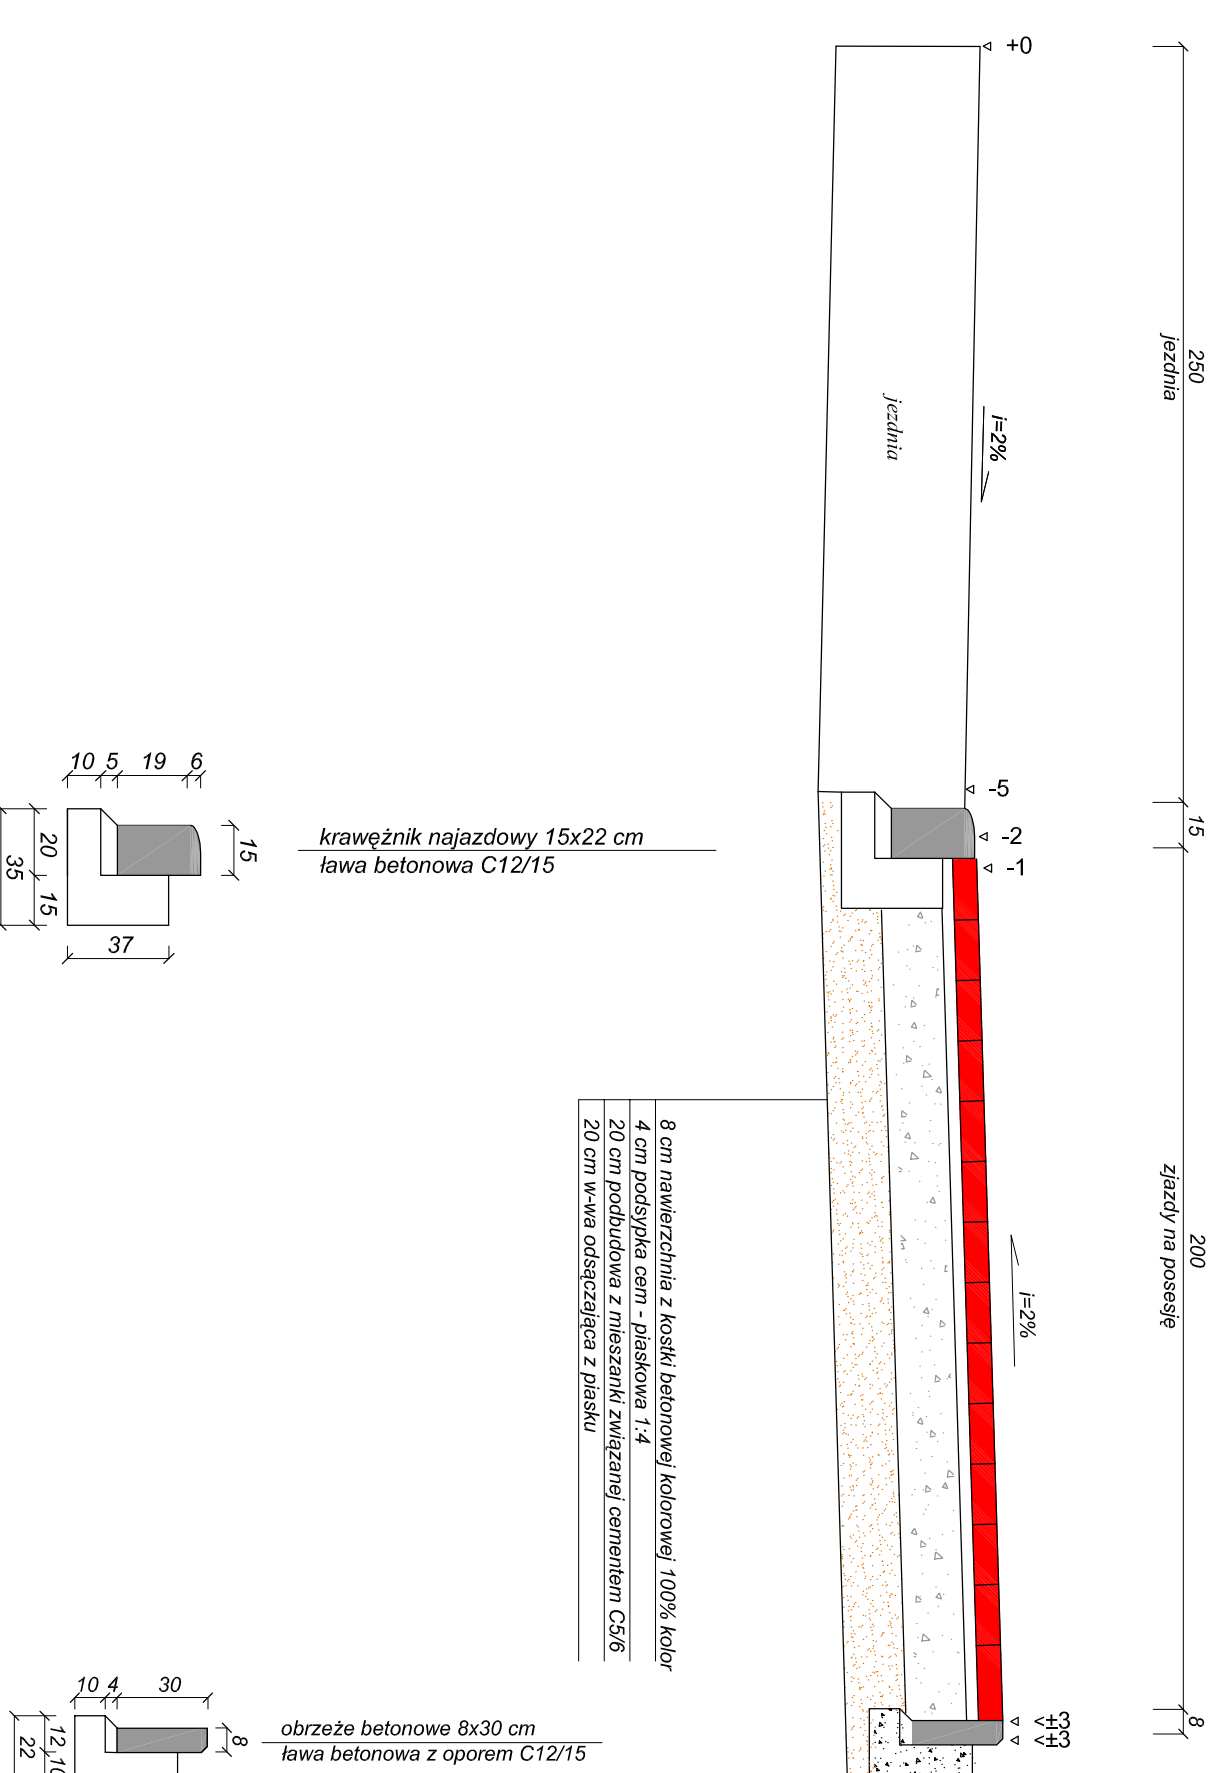 +0
250
jezdnia
i=2%
jezdnia
-5
-2
-1
15
10 5 19 6
15
20
15
35
37
krawężnik najazdowy 15x22 cm
ława betonowa C12/15
200
zjazdy na posesję
i=2%
8 cm nawierzchnia z kostki betonowej kolorowej 100% kolor
4 cm podsypka cem - piaskowa 1:4
20 cm podbudowa z mieszanki związanej cementem C5/6
20 cm w-wa odsączająca z piasku
<±3
<±3
8
10 4 30
8
12
22
obrzeże betonowe 8x30 cm
ława betonowa z oporem C12/15